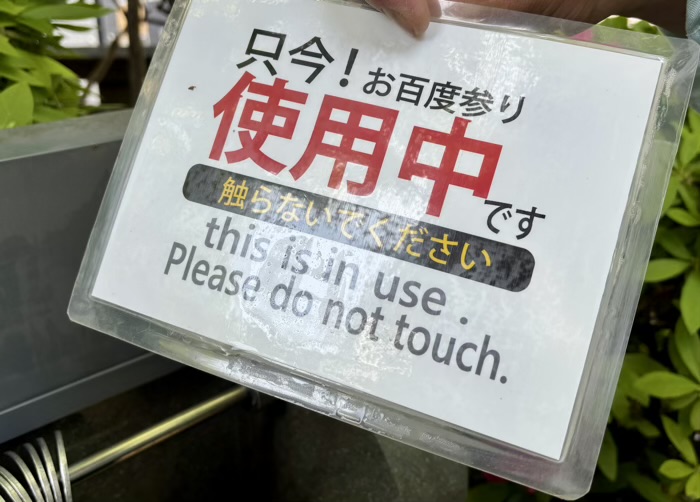 只今！お百度参り
使用中です
触らないでください
this is in use .
Please do not touch.